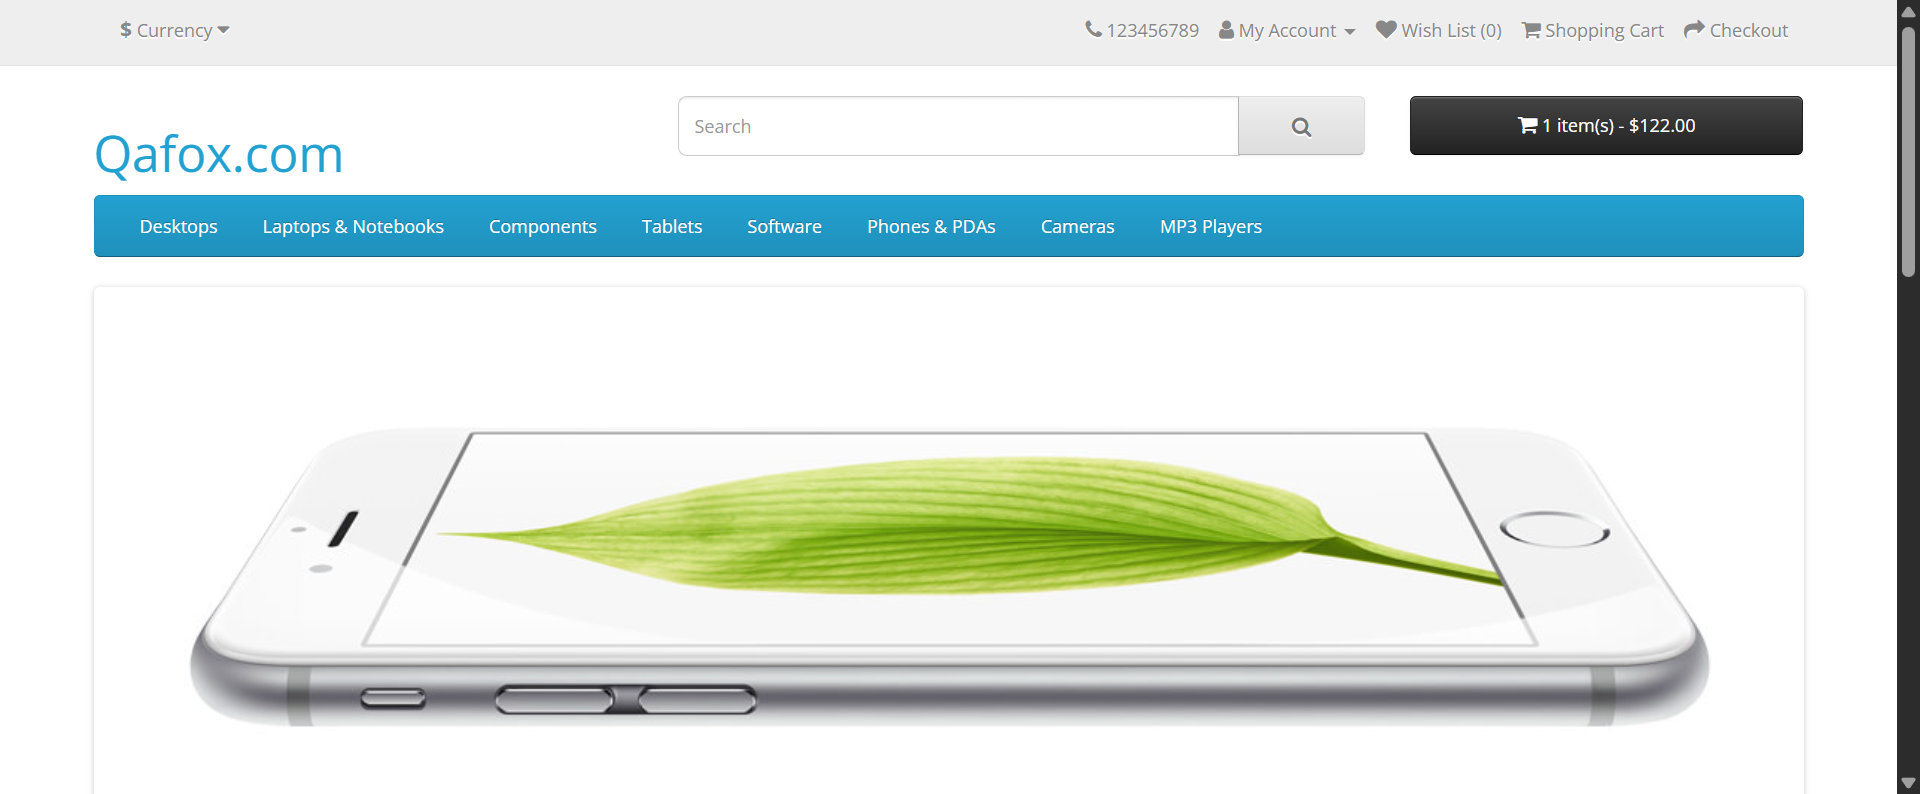 $ Currency
123456789 My Account Wish List (0) Shopping Cart Checkout
Search
1 item(s) - $122.00
Qafox.com
Desktops Laptops & Notebooks Components Tablets Software Phones & PDAs Cameras MP3 Players